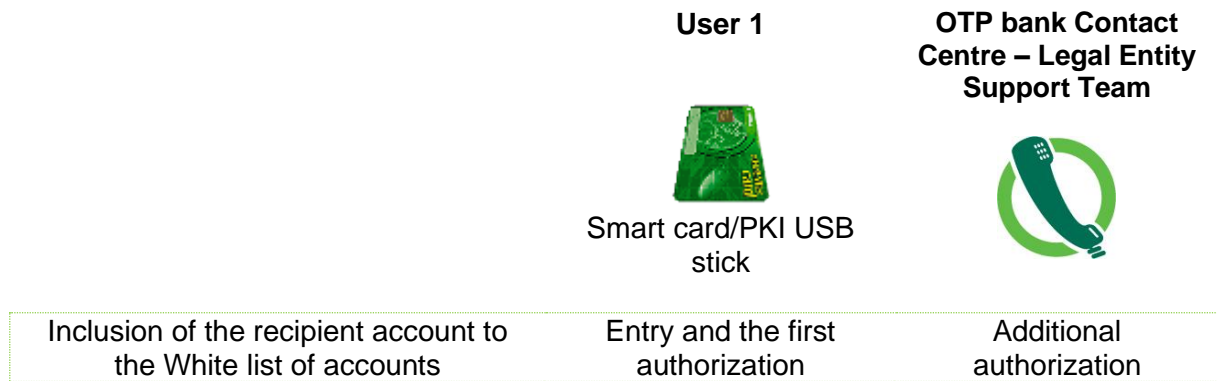 User 1
OTP bank Contact
Centre – Legal Entity
Support Team
Smart card/PKI USB
stick
Inclusion of the recipient account to
the White list of accounts
Entry and the first
authorization
Additional
authorization